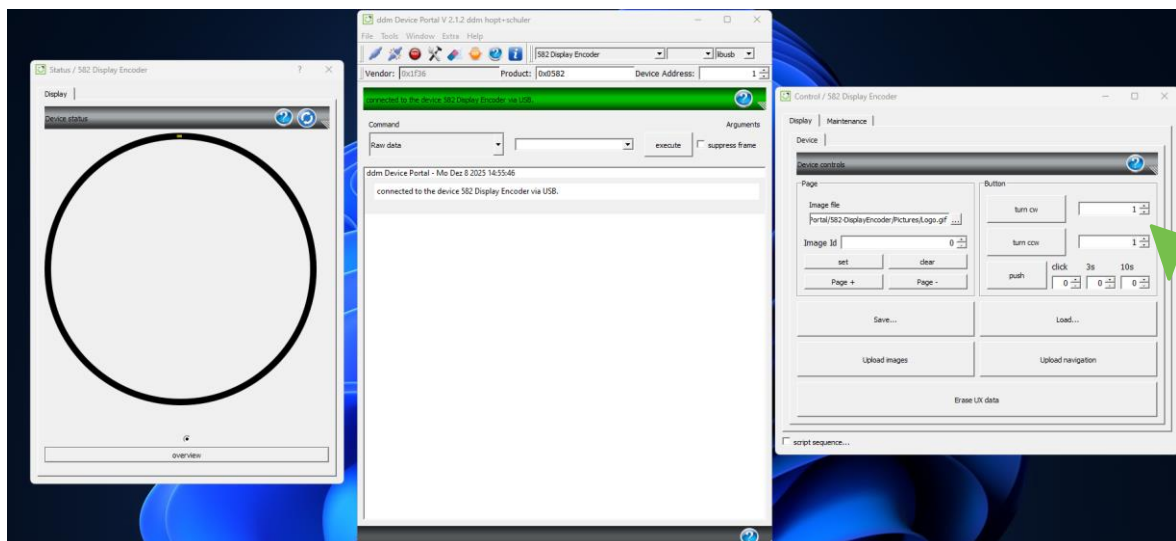 Status / 582 Display Encoder
Display
Device status
overview
ddm Device Portal V 2.1.2 ddm hopt+schuler
File Tools Window Extra Help
582 Display Encoder
libusb
Vendor: 0x1f36 Product: 0x0582 Device Address: 1
connected to the device 582 Display Encoder via USB.
Command Arguments
Raw data execute suppress frame
ddm Device Portal - Mo Dez 8 2025 14:55:46
connected to the device 582 Display Encoder via USB.
Control / 582 Display Encoder
Display Maintenance
Device
Device controls
Page
Image file
Portal/582-DisplayEncoder/Pictures/Logo.gif ...
Image Id 0
set clear
Page + Page -
Button
turn cw 1
turn ccw 1
click 3s 10s
push 0 0 0
Save... Load...
Upload images Upload navigation
Erase UX data
script sequence...